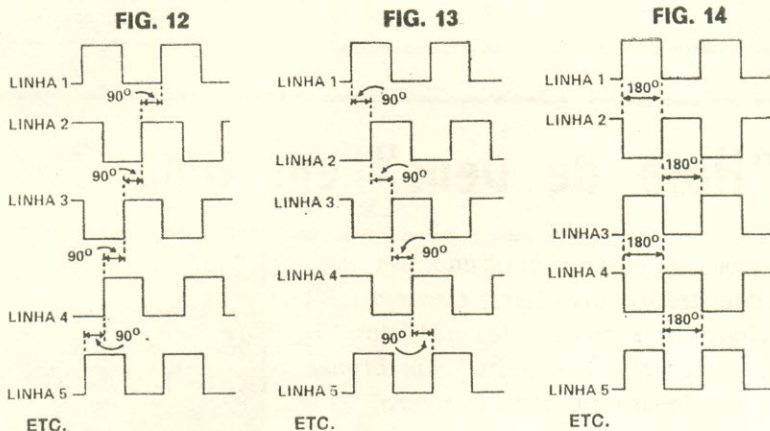 FIG. 12
LINHA 1
90°
LINHA 2
90°
LINHA 3
90°
LINHA 4
90°
LINHA 5
ETC.
FIG. 13
LINHA 1
90°
LINHA 2
90°
LINHA 3
90°
LINHA 4
90°
LINHA 5
ETC.
FIG. 14
LINHA 1
180°
LINHA 2
180°
LINHA3
180°
LINHA 4
180°
LINHA 5
ETC.